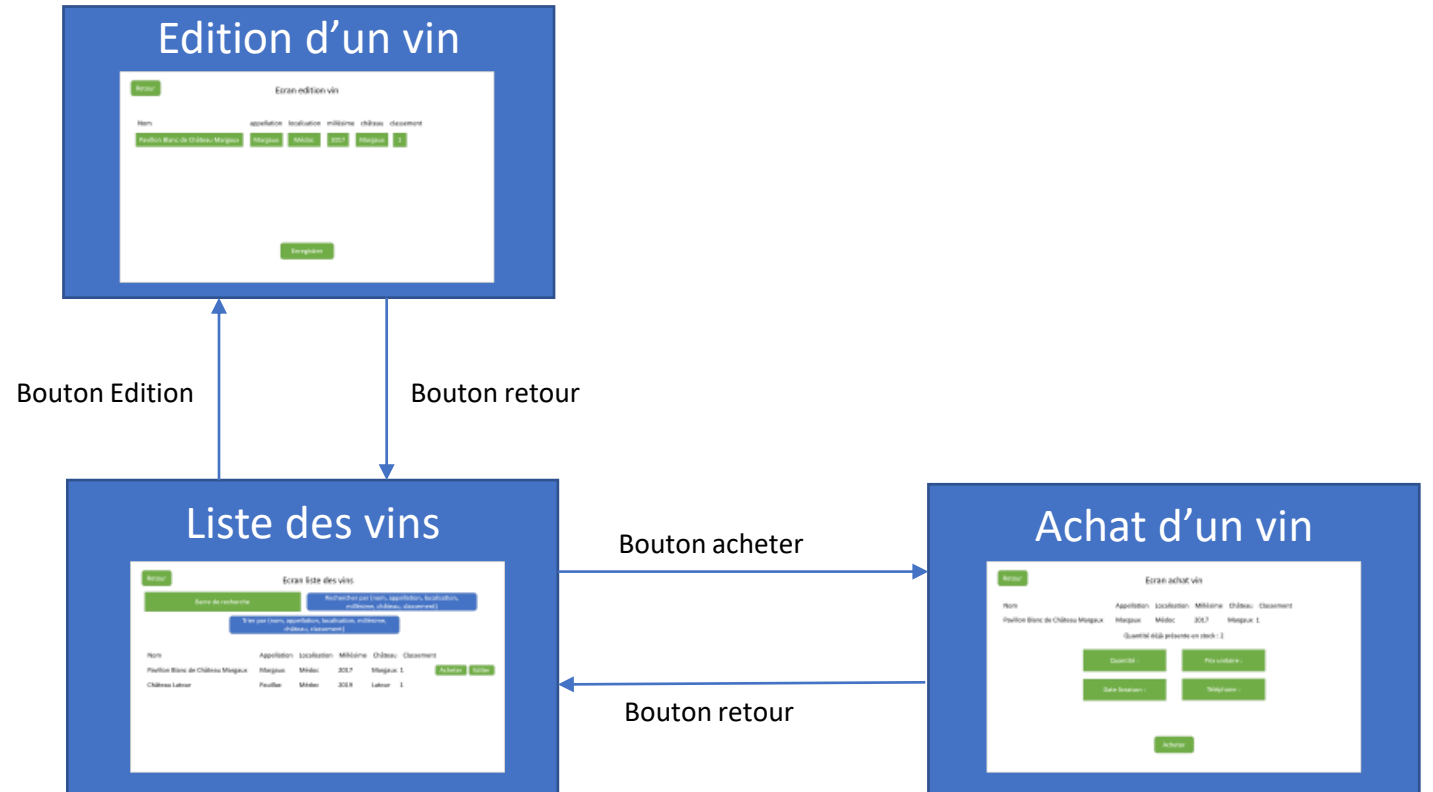 Edition d’un vin
Retour
Ecran edition vin
Nom appellation localisation millésime château classement
Pavillon Blanc de Château Margaux Margaux Médoc 2017 Margaux 1
Enregistrer
Bouton Edition
Bouton retour
Liste des vins
Retour
Ecran liste des vins
Barre de recherche
Rechercher par (nom, appellation, localisation,
millésime, château, classement)
Trier par (nom, appellation, localisation, millésime,
château, classement)
Nom Appellation Localisation Millésime Château Classement
Pavillon Blanc de Château Margaux Margaux Médoc 2017 Margaux 1 Acheter Editer
Château Latour Pauillac Médoc 2019 Latour 1
Bouton acheter
Bouton retour
Achat d’un vin
Retour
Ecran achat vin
Nom Appellation Localisation Millésime Château Classement
Pavillon Blanc de Château Margaux Margaux Médoc 2017 Margaux 1
Quantité déjà présente en stock : 2
Quantité :
Prix unitaire :
Date livraison :
Téléphone :
Acheter